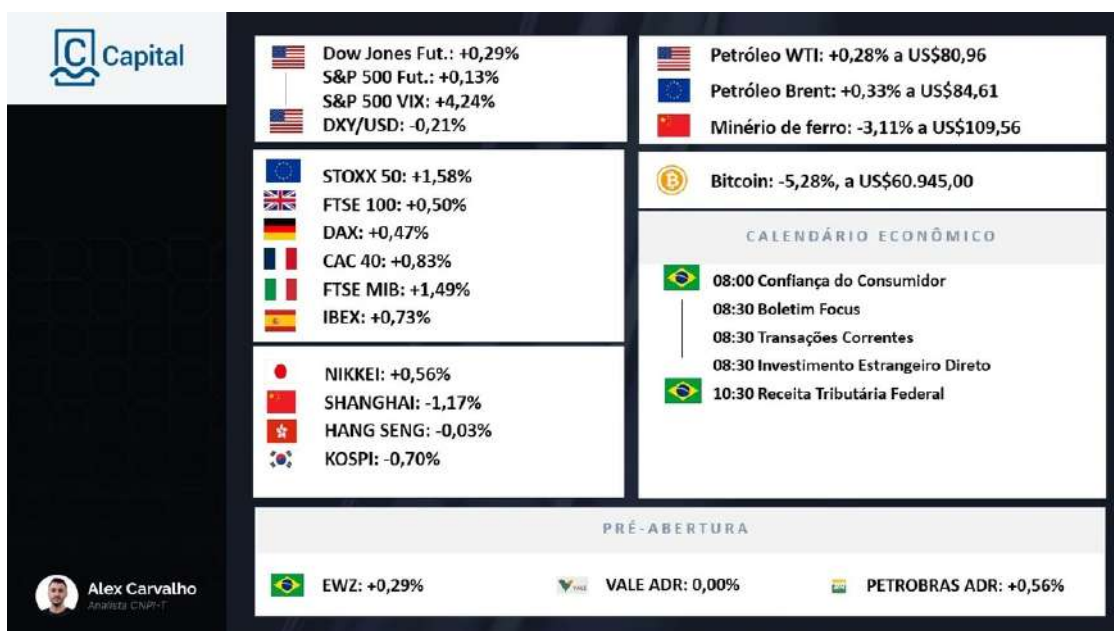 C Capital
Dow Jones Fut.: +0,29%
S&P 500 Fut.: +0,13%
S&P 500 VIX: +4,24%
DXY/USD: -0,21%
STOXX 50: +1,58%
FTSE 100: +0,50%
DAX: +0,47%
CAC 40: +0,83%
FTSE MIB: +1,49%
IBEX: +0,73%
NIKKEI: +0,56%
SHANGHAI: -1,17%
HANG SENG: -0,03%
KOSPI: -0,70%
Petróleo WTI: +0,28% a US$80,96
Petróleo Brent: +0,33% a US$84,61
Minério de ferro: -3,11% a US$109,56
Bitcoin: -5,28%, a US$60.945,00
CALENDÁRIO ECONÔMICO
08:00 Confiança do Consumidor
08:30 Boletim Focus
08:30 Transações Correntes
08:30 Investimento Estrangeiro Direto
10:30 Receita Tributária Federal
PRÉ-ABERTURA
EWZ: +0,29%
VALE
VALE ADR: 0,00%
PETROBRAS ADR: +0,56%
Alex Carvalho
Analista CNPI-T